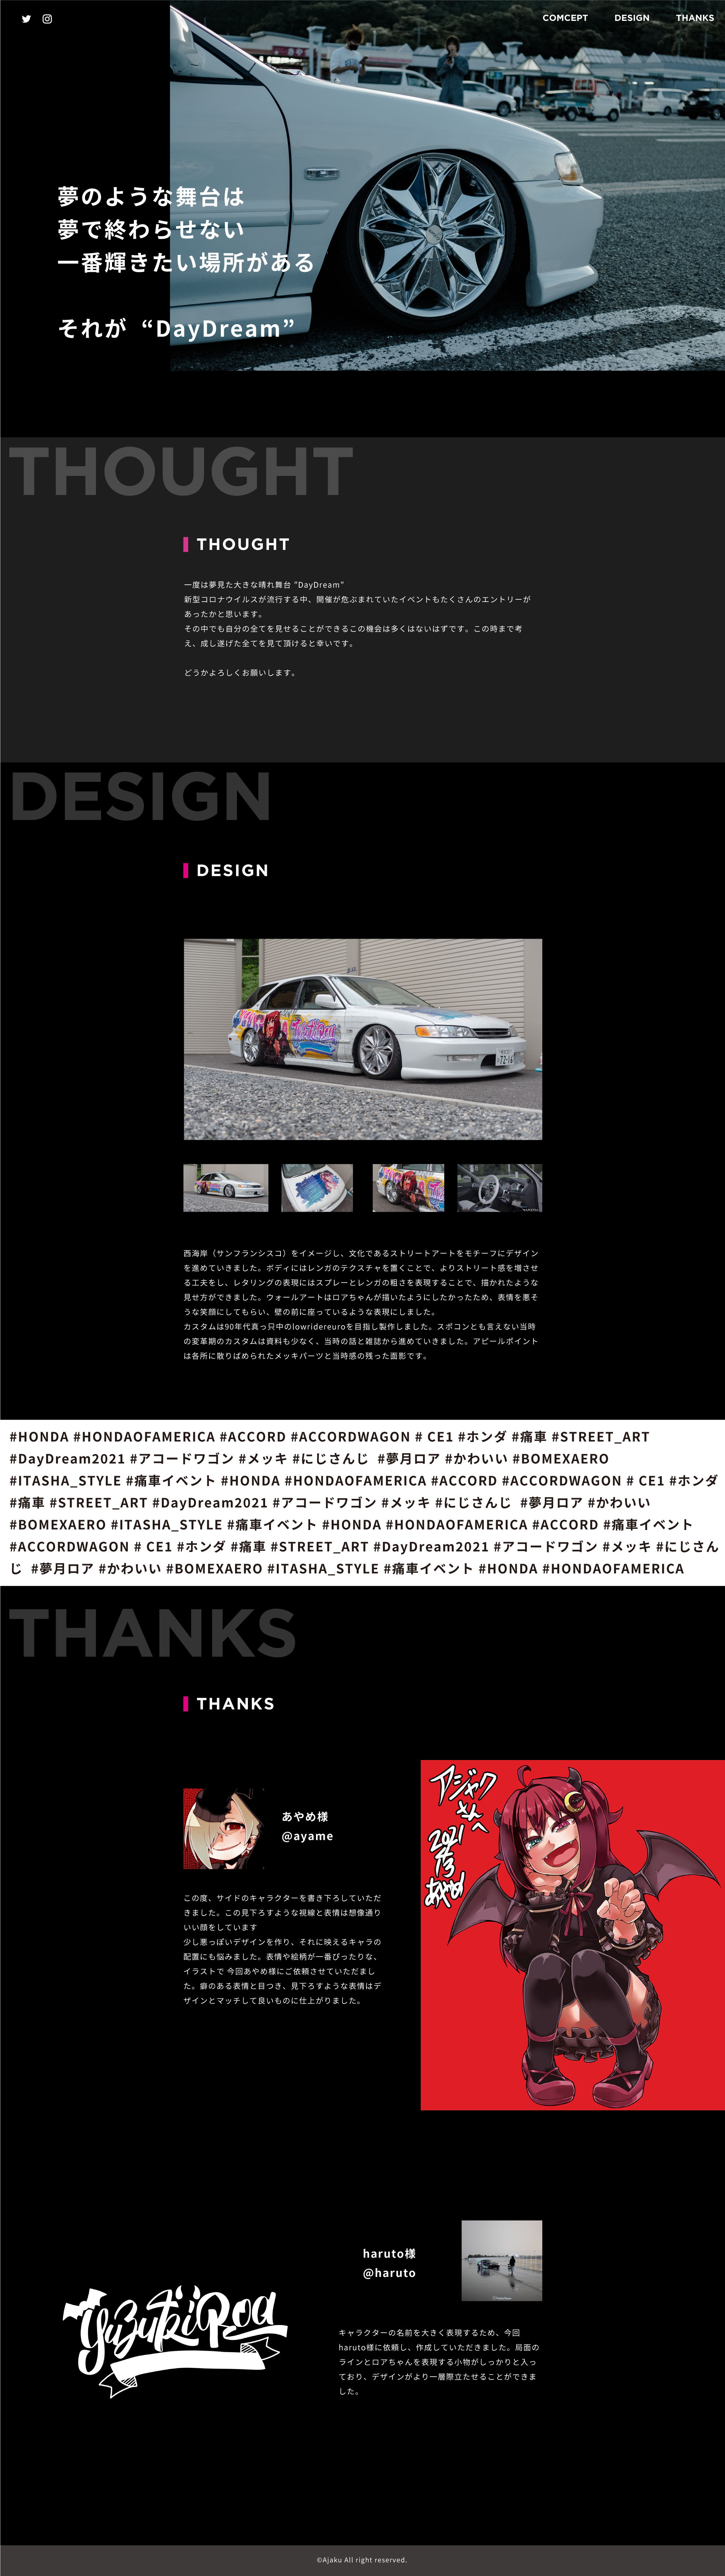 COMCEPT DESIGN THANKS
夢のような舞台は
夢で終わらせない
一番輝きたい場所がある
それが “DayDream”
THOUGHT
THOUGHT
一度は夢見た大きな晴れ舞台 "DayDream"
新型コロナウイルスが流行する中、開催が危ぶまれていたイベントもたくさんのエントリーが
あったかと思います。
その中でも自分の全てを見せることができるこの機会は多くはないはずです。この時まで考
え、成し遂げた全てを見て頂けると幸いです。
どうかよろしくお願いします。
DESIGN
DESIGN
西海岸（サンフランシスコ）をイメージし、文化であるストリートアートをモチーフにデザイン
を進めていきました。ボディにはレンガのテクスチャを置くことで、よりストリート感を増させ
る工夫をし、レタリングの表現にはスプレーとレンガの粗さを表現することで、描かれたような
見せ方ができました。ウォールアートはロアちゃんが描いたようにしたかったため、表情を悪そ
うな笑顔にしてもらい、壁の前に座っているような表現にしました。
カスタムは90年代真っ只中のlowridereuroを目指し製作しました。スポコンとも言えない当時
の変革期のカスタムは資料も少なく、当時の話と雑誌から進めていきました。アピールポイント
は各所に散りばめられたメッキパーツと当時感の残った面影です。
#HONDA #HONDAOFAMERICA #ACCORD #ACCORDWAGON # CE1 #ホンダ #痛車 #STREET_ART
#DayDream2021 #アコードワゴン #メッキ #にじさんじ #夢月ロア #かわいい #BOMEXAERO
#ITASHA_STYLE #痛車イベント #HONDA #HONDAOFAMERICA #ACCORD #ACCORDWAGON # CE1 #ホンダ
#痛車 #STREET_ART #DayDream2021 #アコードワゴン #メッキ #にじさんじ #夢月ロア #かわいい
#BOMEXAERO #ITASHA_STYLE #痛車イベント #HONDA #HONDAOFAMERICA #ACCORD #痛車イベント
#ACCORDWAGON # CE1 #ホンダ #痛車 #STREET_ART #DayDream2021 #アコードワゴン #メッキ #にじさん
じ #夢月ロア #かわいい #BOMEXAERO #ITASHA_STYLE #痛車イベント #HONDA #HONDAOFAMERICA
THANKS
THANKS
あやめ様
@ayame
この度、サイドのキャラクターを書き下ろしていただ
きました。この見下ろすような視線と表情は想像通り
いい顔をしています
少し悪っぽいデザインを作り、それに映えるキャラの
配置にも悩みました。表情や絵柄が一番ぴったりな、
イラストで 今回あやめ様にご依頼させていただまし
た。癖のある表情と目つき、見下ろすような表情はデ
ザインとマッチして良いものに仕上がりました。
アジャク
さんへ
2021
4/3
あやめ
haruto様
@haruto
キャラクターの名前を大きく表現するため、今回
haruto様に依頼し、作成していただきました。局面の
ラインとロアちゃんを表現する小物がしっかりと入っ
ており、デザインがより一層際立たせることができま
した。
YuzukiRoa
©Ajaku All right reserved.